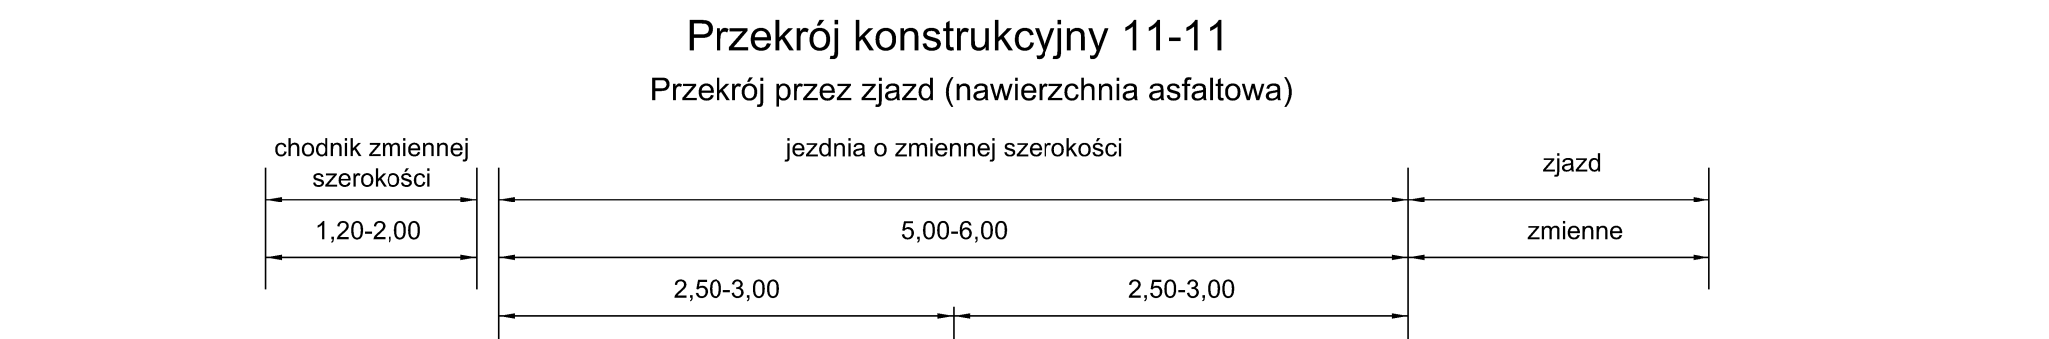 Przekrój konstrukcyjny 11-11
Przekrój przez zjazd (nawierzchnia asfaltowa)
chodnik zmiennej
szerokości
jezdnia o zmiennej szerokości
zjazd
1,20-2,00
5,00-6,00
zmienne
2,50-3,00
2,50-3,00